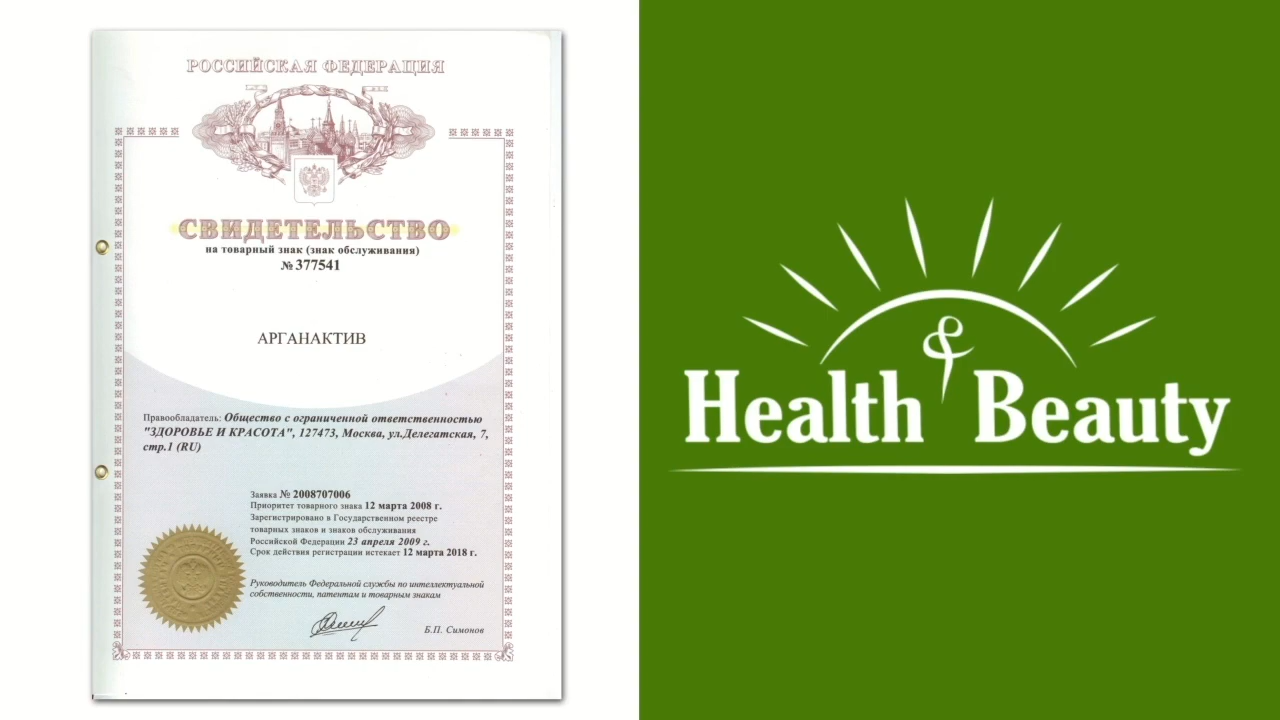 РОССИЙСКАЯ ФЕДЕРАЦИЯ
СВИДЕТЕЛЬСТВО
на товарный знак (знак обслуживания)
№ 377541
АРГАНАКТИВ
Правообладатель: Общество с ограниченной ответственностью
"ЗДОРОВЬЕ И КРАСОТА", 127473, Москва, ул.Делегатская, 7,
стр.1 (RU)
Заявка № 2008707006
Приоритет товарного знака 12 марта 2008 г.
Зарегистрировано в Государственном реестре
товарных знаков и знаков обслуживания
Российской Федерации 23 апреля 2009 г.
Срок действия регистрации истекает 12 марта 2018 г.
Руководитель Федеральной службы по интеллектуальной
собственности, патентам и товарным знакам
Б.П. Симонов
Health & Beauty